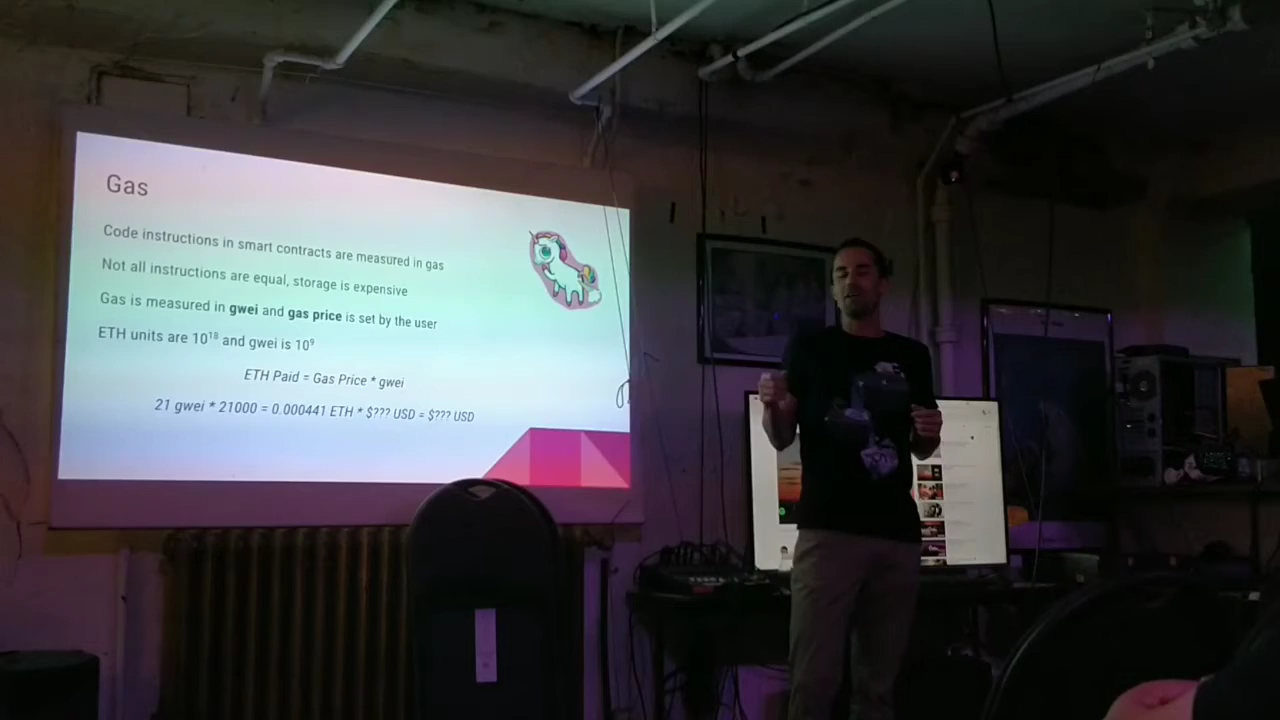 Gas
Code instructions in smart contracts are measured in gas
Not all instructions are equal, storage is expensive
Gas is measured in gwei and gas price is set by the user
ETH units are 10¹⁸ and gwei is 10⁹
ETH Paid = Gas Price * gwei
21 gwei * 21000 = 0.000441 ETH * $??? USD = $??? USD